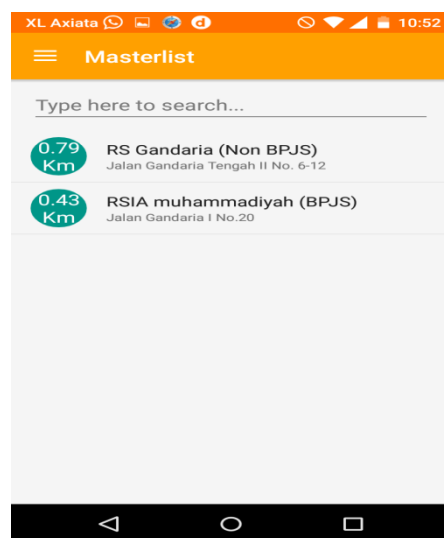 XL Axiata 10:52
Masterlist
Type here to search...
0.79 Km
RS Gandaria (Non BPJS)
Jalan Gandaria Tengah II No. 6-12
0.43 Km
RSIA muhammadiyah (BPJS)
Jalan Gandaria I No.20